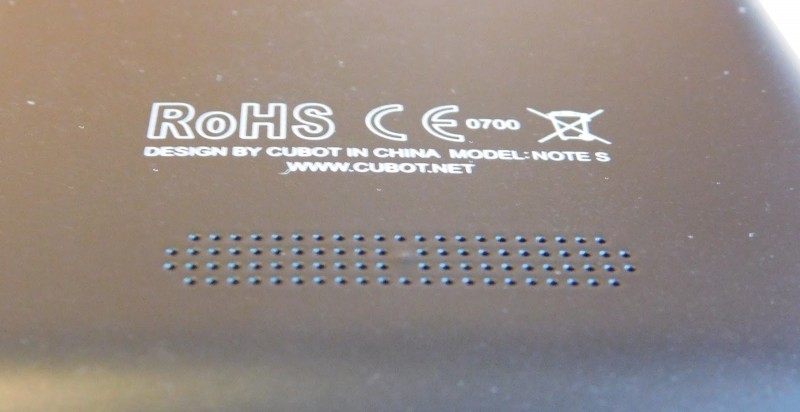 RoHS CE 0700
DESIGN BY CUBOT IN CHINA MODEL: NOTE S
WWW.CUBOT.NET